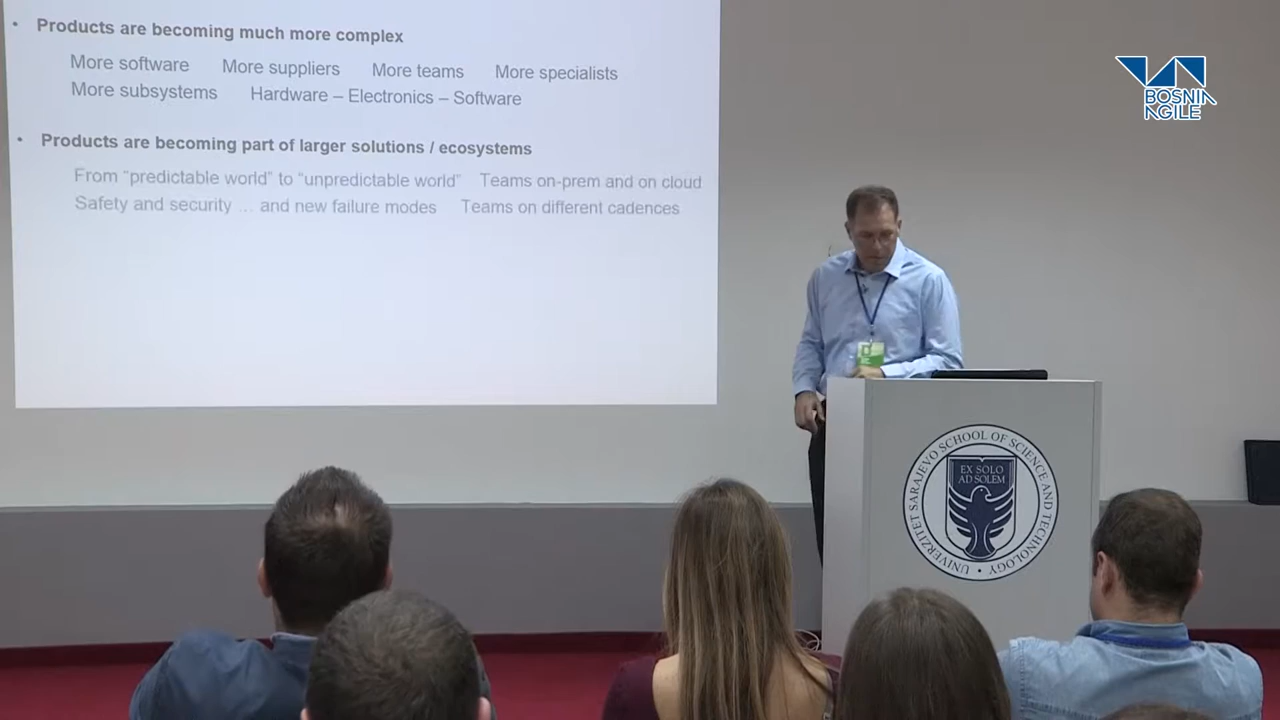 • Products are becoming much more complex
More software More suppliers More teams More specialists
More subsystems Hardware – Electronics – Software
• Products are becoming part of larger solutions / ecosystems
From “predictable world” to “unpredictable world” Teams on-prem and on cloud
Safety and security … and new failure modes Teams on different cadences
BOSNIA
AGILE
UNIVERZITET SARAJEVO SCHOOL OF SCIENCE AND TECHNOLOGY •
EX SOLO
AD SOLEM